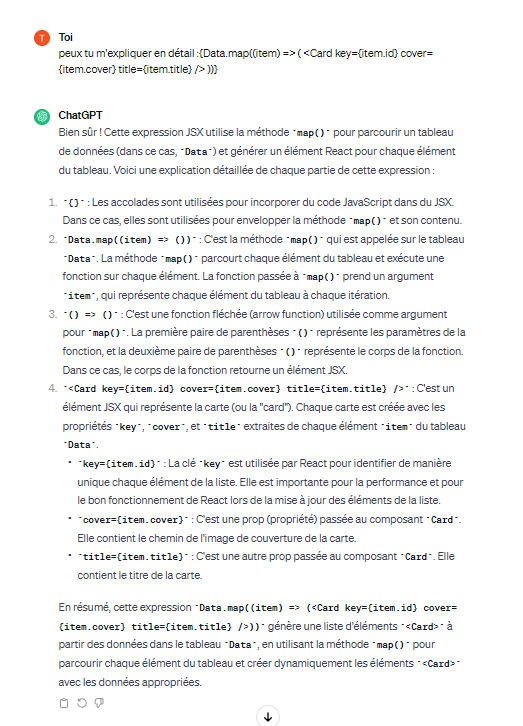 T Toi
peux tu m'expliquer en détail :{Data.map((item) => ( <Card key={item.id} cover=
{item.cover} title={item.title} /> ))}
ChatGPT
Bien sûr ! Cette expression JSX utilise la méthode `map()` pour parcourir un tableau
de données (dans ce cas, `Data`) et générer un élément React pour chaque élément
du tableau. Voici une explication détaillée de chaque partie de cette expression :
1. `{}` : Les accolades sont utilisées pour incorporer du code JavaScript dans du JSX.
Dans ce cas, elles sont utilisées pour envelopper la méthode `map()` et son contenu.
2. `Data.map((item) => ())` : C'est la méthode `map()` qui est appelée sur le tableau
`Data`. La méthode `map()` parcourt chaque élément du tableau et exécute une
fonction sur chaque élément. La fonction passée à `map()` prend un argument
`item`, qui représente chaque élément du tableau à chaque itération.
3. `() => ()` : C'est une fonction fléchée (arrow function) utilisée comme argument
pour `map()`. La première paire de parenthèses `()` représente les paramètres de la
fonction, et la deuxième paire de parenthèses `()` représente le corps de la fonction.
Dans ce cas, le corps de la fonction retourne un élément JSX.
4. `<Card key={item.id} cover={item.cover} title={item.title} />` : C'est un
élément JSX qui représente la carte (ou la "card"). Chaque carte est créée avec les
propriétés `key`, `cover`, et `title` extraites de chaque élément `item` du tableau
`Data`.
• `key={item.id}` : La clé `key` est utilisée par React pour identifier de manière
unique chaque élément de la liste. Elle est importante pour la performance et pour
le bon fonctionnement de React lors de la mise à jour des éléments de la liste.
• `cover={item.cover}` : C'est une prop (propriété) passée au composant `Card`.
Elle contient le chemin de l'image de couverture de la carte.
• `title={item.title}` : C'est une autre prop passée au composant `Card`. Elle
contient le titre de la carte.
En résumé, cette expression `Data.map((item) => (<Card key={item.id} cover=
{item.cover} title={item.title} />))` génère une liste d'éléments `<Card>` à
partir des données dans le tableau `Data`, en utilisant la méthode `map()` pour
parcourir chaque élément du tableau et créer dynamiquement les éléments `<Card>`
avec les données appropriées.